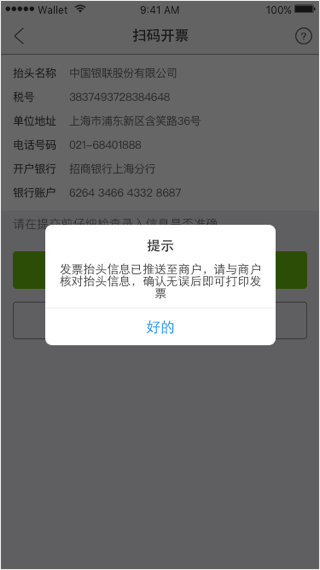 Wallet 9:41 AM 100%
扫码开票 ?
抬头名称 中国银联股份有限公司
税号 3837493728384648
单位地址 上海市浦东新区含笑路36号
电话号码 021-68401888
开户银行 招商银行上海分行
银行账户 6264 3466 4332 8687
请在提交前仔细检查录入信息是否准确
提示
发票抬头信息已推送至商户，请与商户
核对抬头信息，确认无误后即可打印发
票
好的